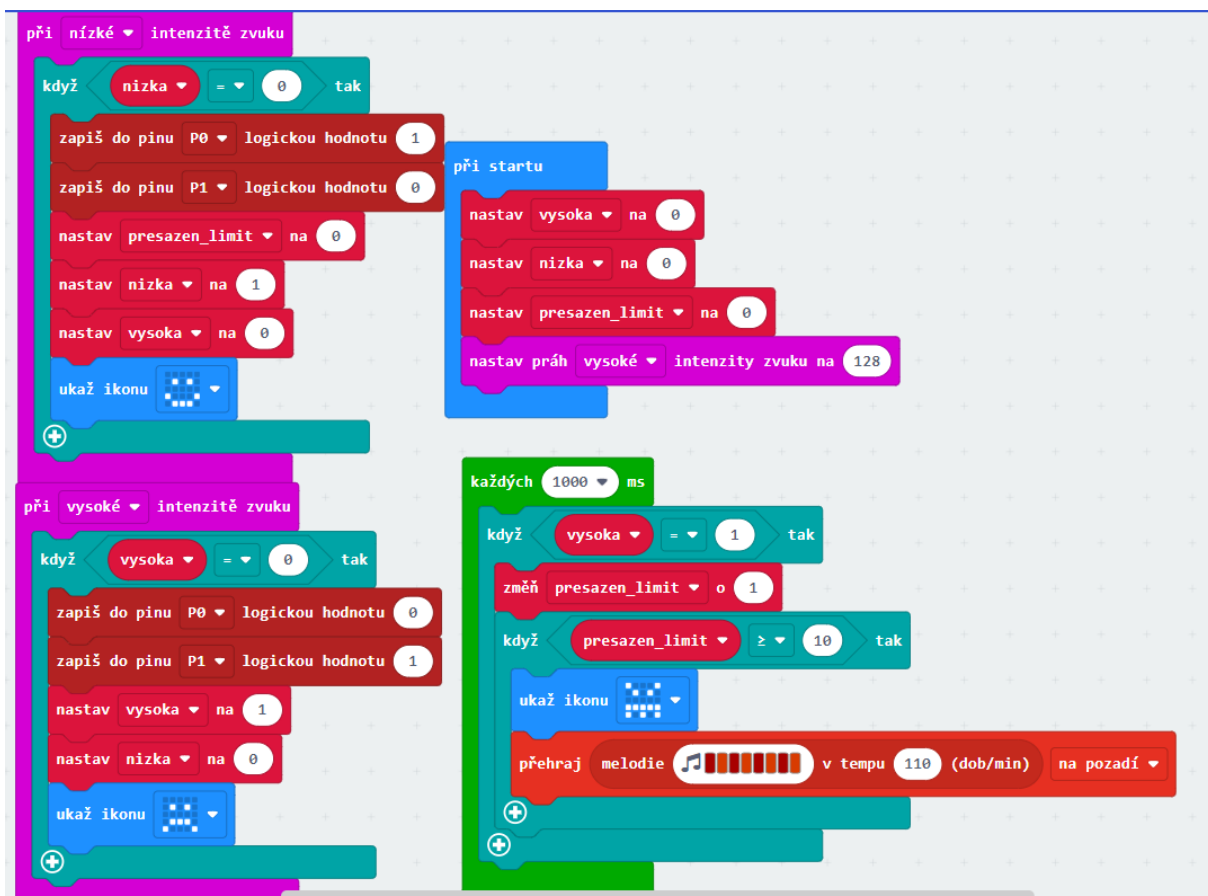 při nízké intenzitě zvuku
když nizka = 0 tak
zapiš do pinu P0 logickou hodnotu 1
zapiš do pinu P1 logickou hodnotu 0
nastav presazen_limit na 0
nastav nizka na 1
nastav vysoka na 0
ukaž ikonu
při vysoké intenzitě zvuku
když vysoka = 0 tak
zapiš do pinu P0 logickou hodnotu 0
zapiš do pinu P1 logickou hodnotu 1
nastav vysoka na 1
nastav nizka na 0
ukaž ikonu
při startu
nastav vysoka na 0
nastav nizka na 0
nastav presazen_limit na 0
nastav práh vysoké intenzity zvuku na 128
každých 1000 ms
když vysoka = 1 tak
změň presazen_limit o 1
když presazen_limit ≥ 10 tak
ukaž ikonu
přehraj melodie v tempu 110 (dob/min) na pozadí